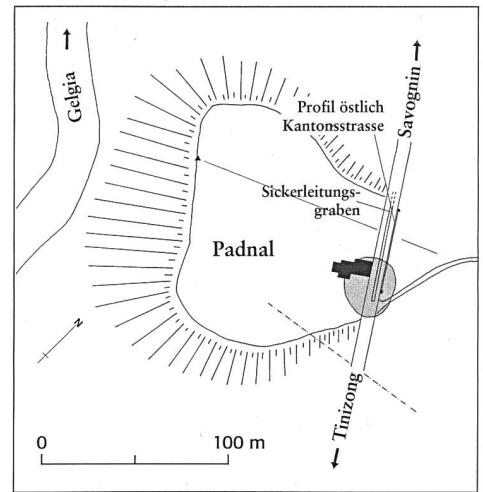 Gelgia
Savognin
Profil östlich
Kantonsstrasse
Sickerleitungs-
graben
Padnal
N
Tinizong
0 100 m